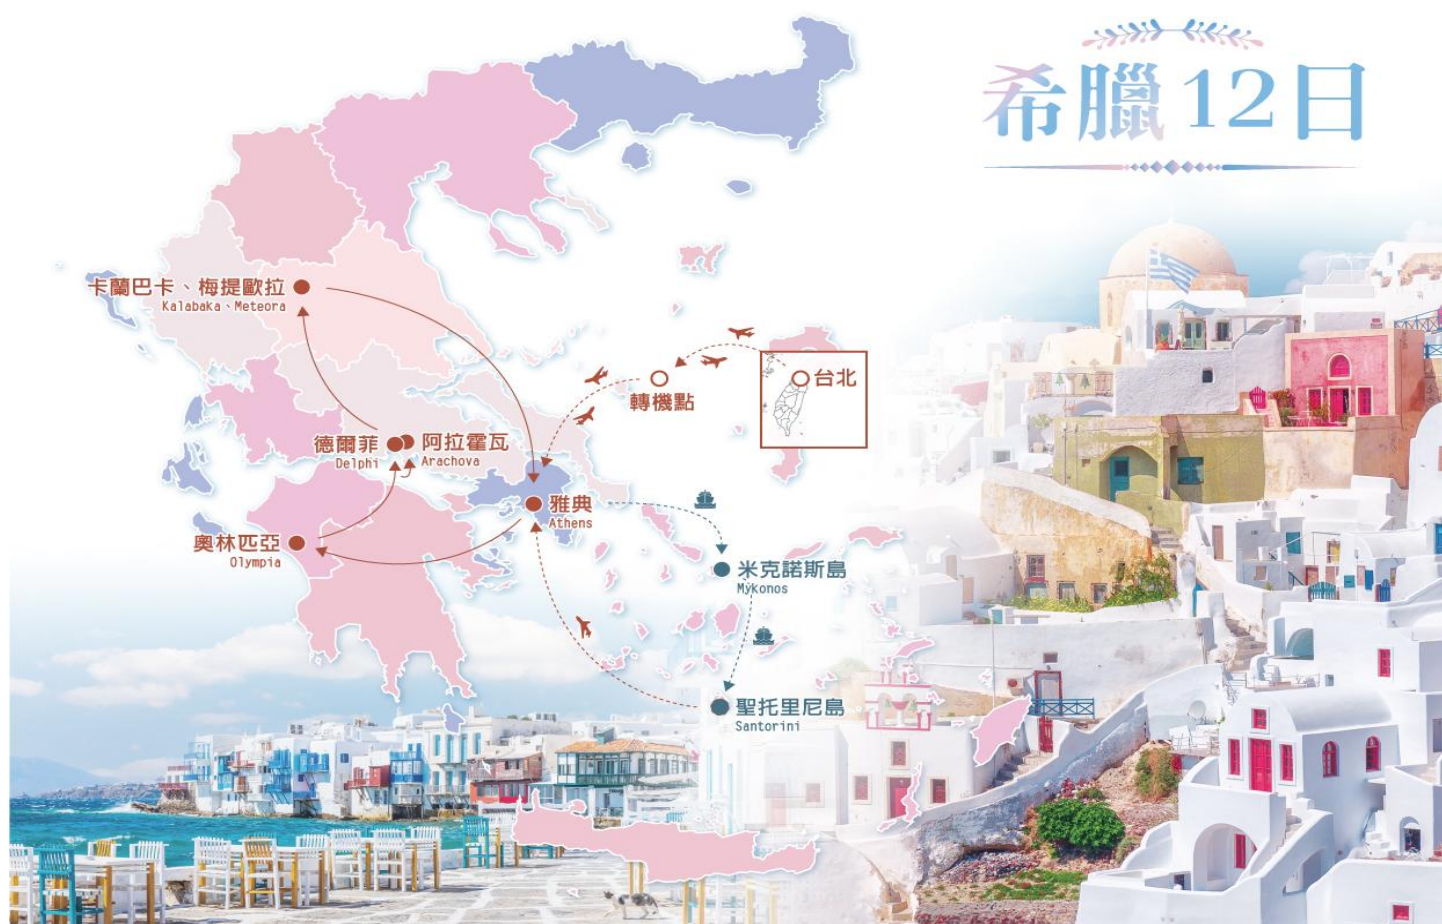 希臘12日
卡蘭巴卡、梅提歐拉
Kalabaka、Meteora
轉機點
台北
德爾菲
Delphi
阿拉霍瓦
Arachova
雅典
Athens
奧林匹亞
Olympia
米克諾斯島
Mykonos
聖托里尼島
Santorini